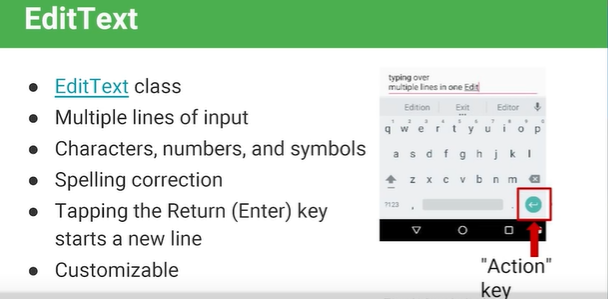 EditText
EditText class
Multiple lines of input
Characters, numbers, and symbols
Spelling correction
Tapping the Return (Enter) key
starts a new line
Customizable
typing over
multiple lines in one Edit
Edition Exit Editor
q w e r t y u i o p
a s d f g h j k l
z x c v b n m
?123 , .
"Action"
key